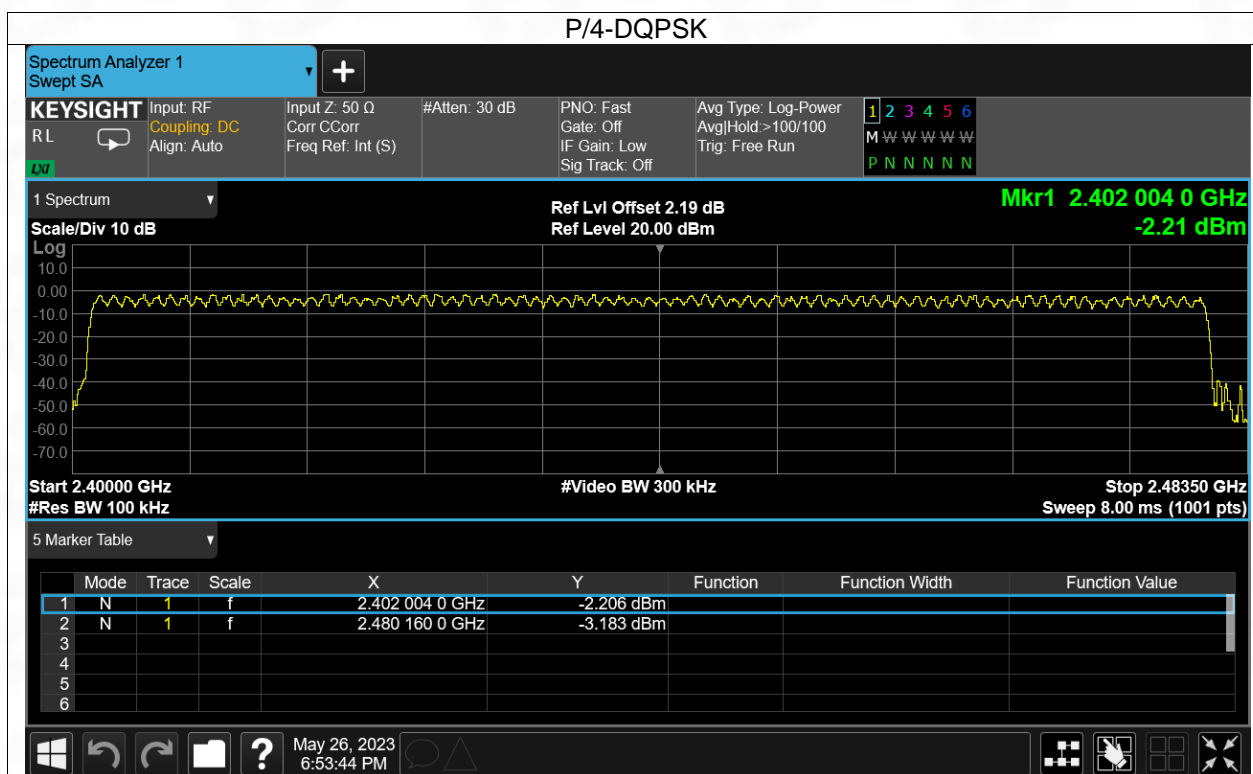 P/4-DQPSK
Spectrum Analyzer 1
Swept SA
KEYSIGHT
RL
LXI
Input: RF
Coupling: DC
Align: Auto
Input Z: 50 Ω
Corr CCorr
Freq Ref: Int (S)
#Atten: 30 dB
PNO: Fast
Gate: Off
IF Gain: Low
Sig Track: Off
Avg Type: Log-Power
Avg|Hold:>100/100
Trig: Free Run
1 2 3 4 5 6
M W W W W W
P N N N N N
1 Spectrum
Scale/Div 10 dB
Ref Lvl Offset 2.19 dB
Ref Level 20.00 dBm
Mkr1 2.402 004 0 GHz
-2.21 dBm
Log
10.0
0.00
-10.0
-20.0
-30.0
-40.0
-50.0
-60.0
-70.0
Start 2.40000 GHz
#Res BW 100 kHz
#Video BW 300 kHz
Stop 2.48350 GHz
Sweep 8.00 ms (1001 pts)
5 Marker Table
Mode Trace Scale X Y Function Function Width Function Value
1 N 1 f 2.402 004 0 GHz -2.206 dBm
2 N 1 f 2.480 160 0 GHz -3.183 dBm
3
4
5
6
?
May 26, 2023
6:53:44 PM